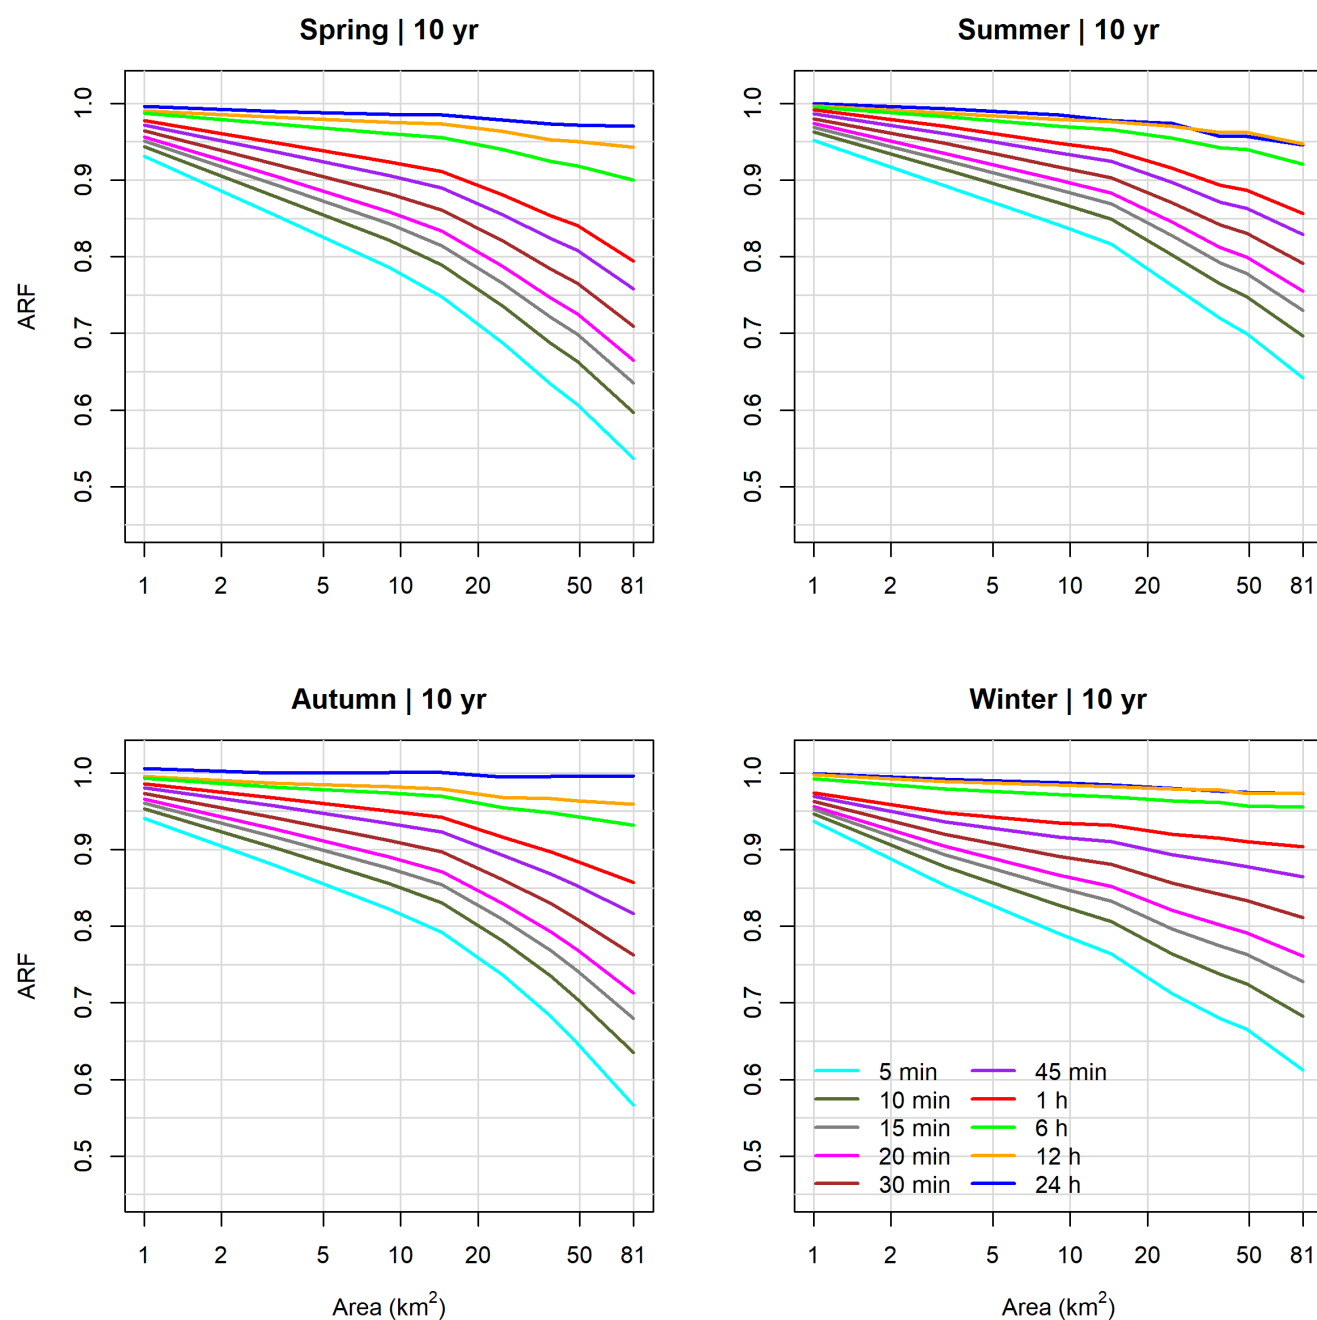 Spring | 10 yr
ARF
1.0
0.9
0.8
0.7
0.6
0.5
1 2 5 10 20 50 81
Summer | 10 yr
1.0
0.9
0.8
0.7
0.6
0.5
1 2 5 10 20 50 81
Autumn | 10 yr
ARF
1.0
0.9
0.8
0.7
0.6
0.5
1 2 5 10 20 50 81
Area (km²)
Winter | 10 yr
1.0
0.9
0.8
0.7
0.6
0.5
5 min 45 min
10 min 1 h
15 min 6 h
20 min 12 h
30 min 24 h
1 2 5 10 20 50 81
Area (km²)